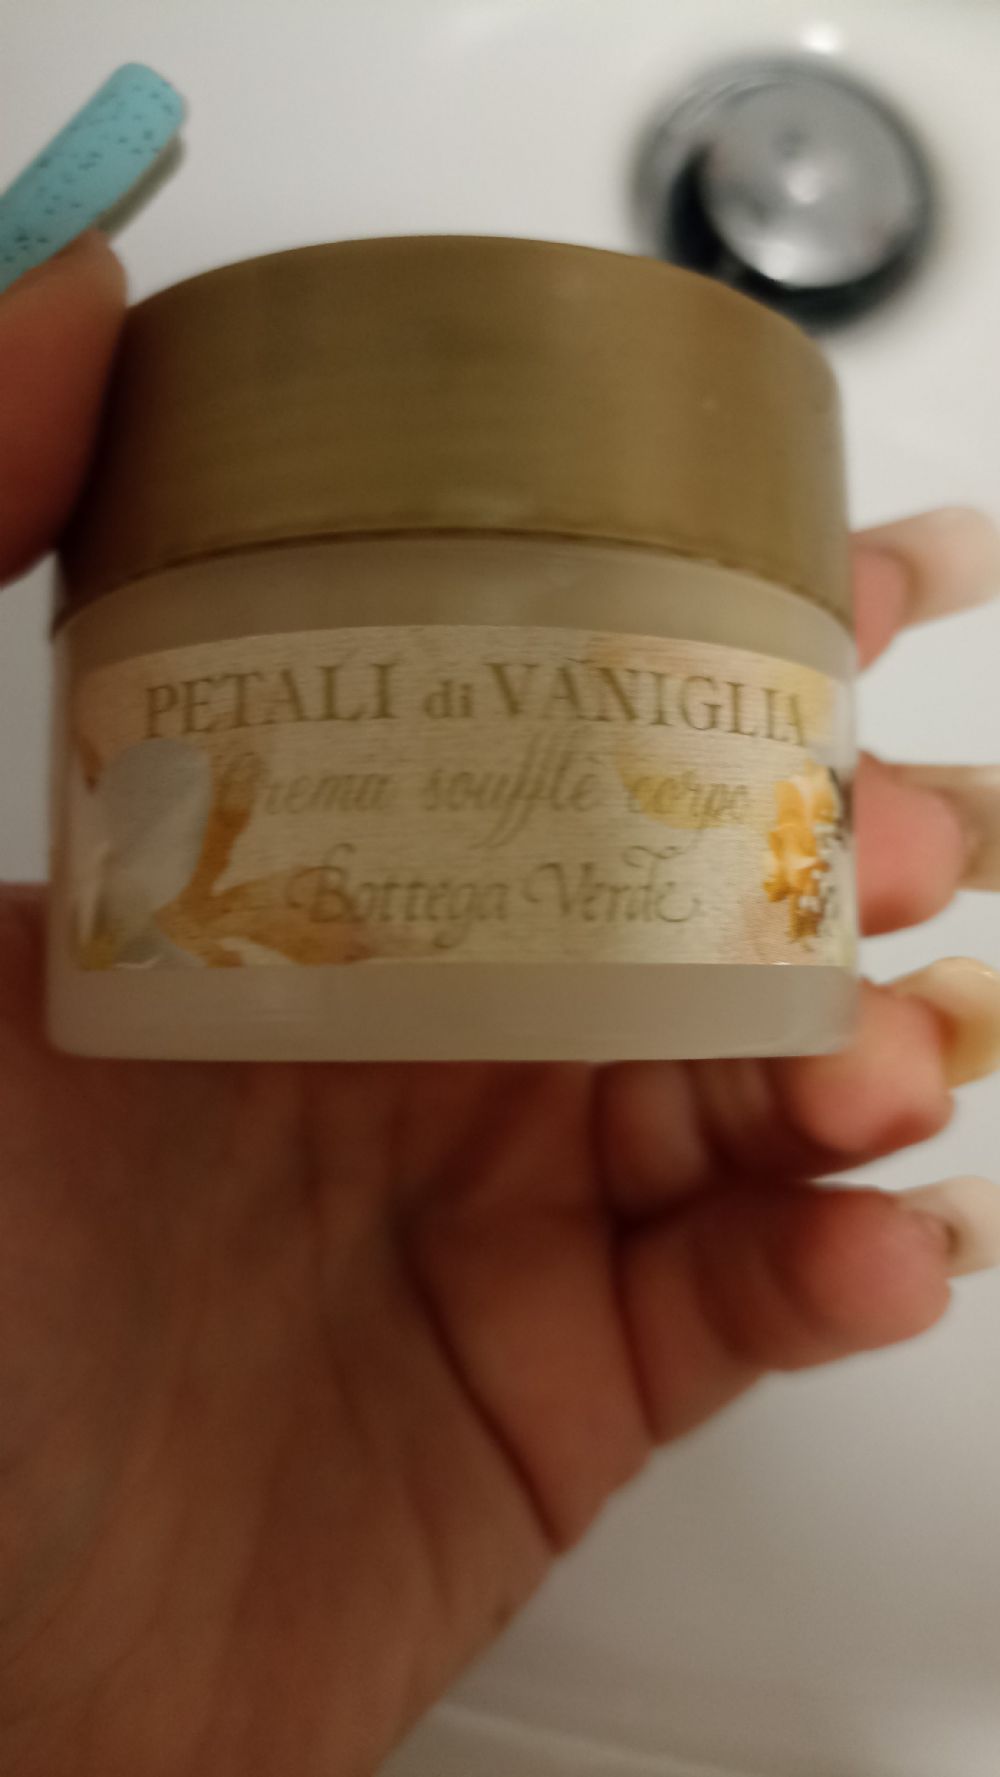 PETALI di VANIGLIA
Crema soufflè corpo
Bottega Verde